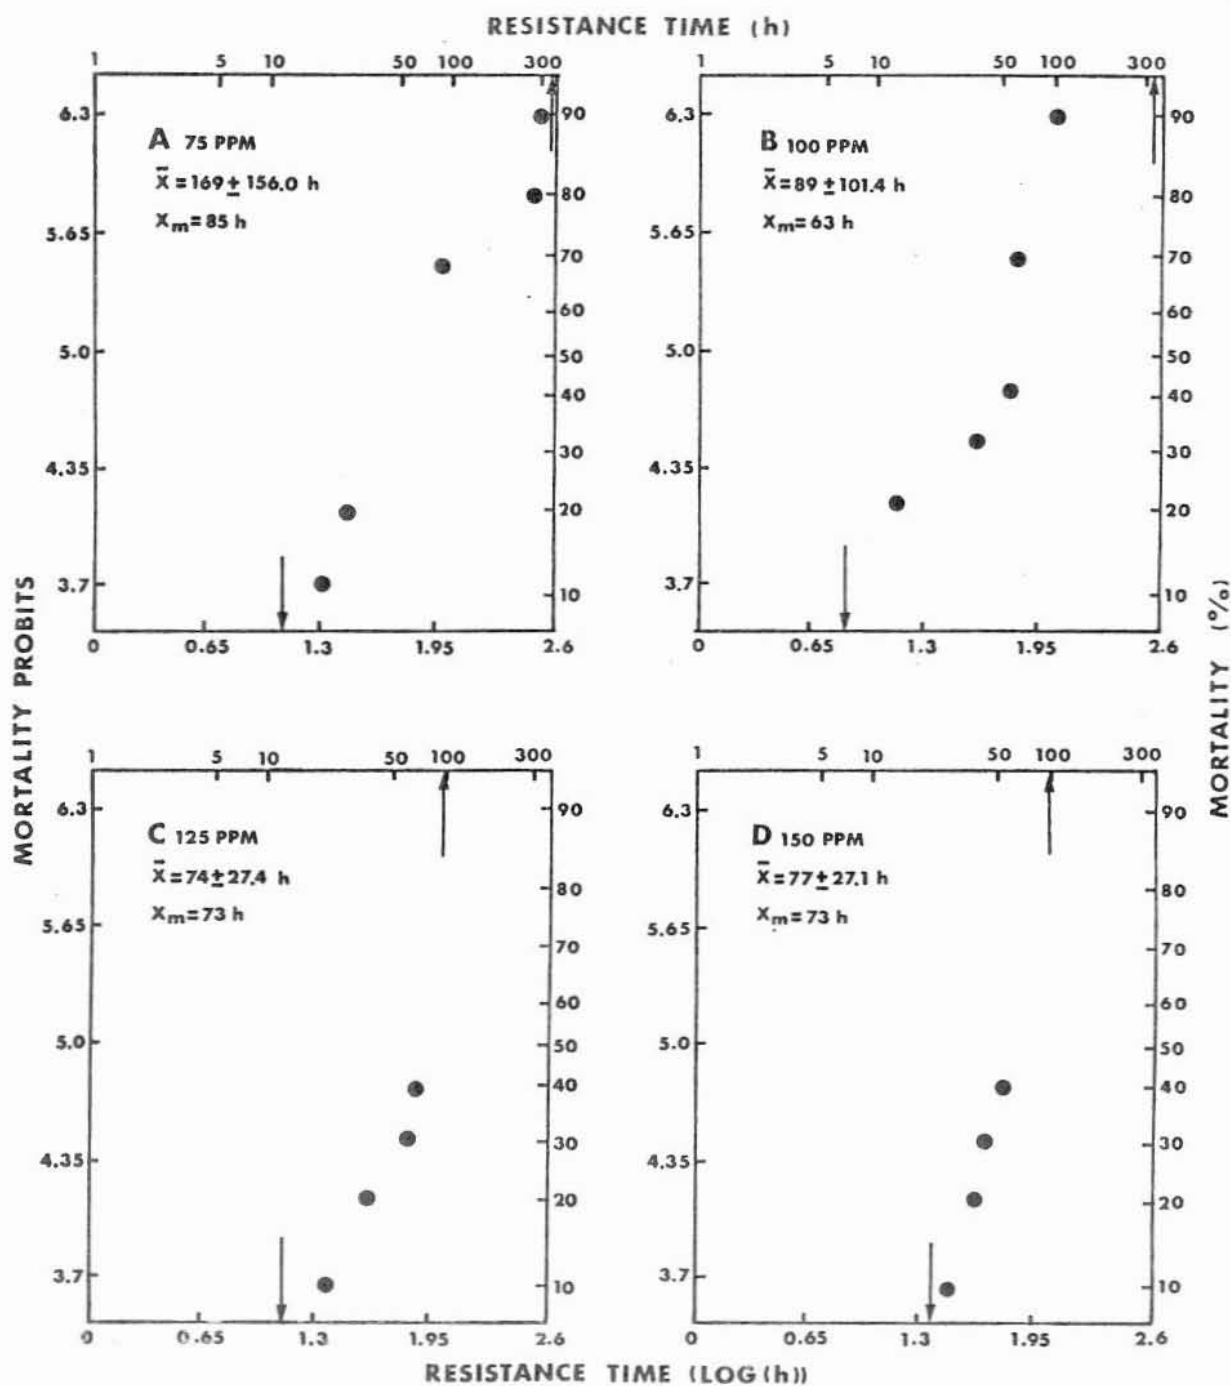 RESISTANCE TIME (h)
1 5 10 50 100 300
1 5 10 50 100 300
6.3
5.65
5.0
4.35
3.7
A 75 PPM
X̄=169±156.0 h
Xm=85 h
90
80
70
60
50
40
30
20
10
0 0.65 1.3 1.95 2.6
6.3
5.65
5.0
4.35
3.7
B 100 PPM
X̄=89±101.4 h
Xm=63 h
90
80
70
60
50
40
30
20
10
0 0.65 1.3 1.95 2.6
MORTALITY PROBITS
MORTALITY (%)
1 5 10 50 100 300
1 5 10 50 100 300
6.3
5.65
5.0
4.35
3.7
C 125 PPM
X̄=74±27.4 h
Xm=73 h
90
80
70
60
50
40
30
20
10
0 0.65 1.3 1.95 2.6
6.3
5.65
5.0
4.35
3.7
D 150 PPM
X̄=77±27.1 h
Xm=73 h
90
80
70
60
50
40
30
20
10
0 0.65 1.3 1.95 2.6
RESISTANCE TIME (LOG(h))